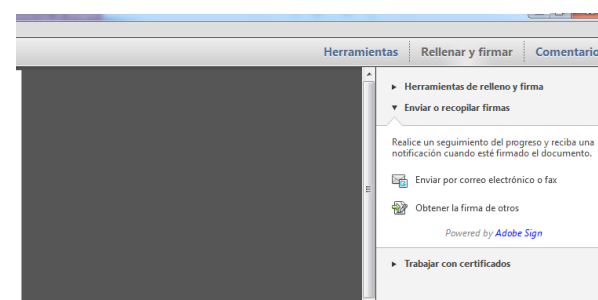 Herramientas Rellenar y firmar Comentario
Herramientas de relleno y firma
Enviar o recopilar firmas
Realice un seguimiento del progreso y reciba una
notificación cuando esté firmado el documento.
Enviar por correo electrónico o fax
Obtener la firma de otros
Powered by Adobe Sign
Trabajar con certificados